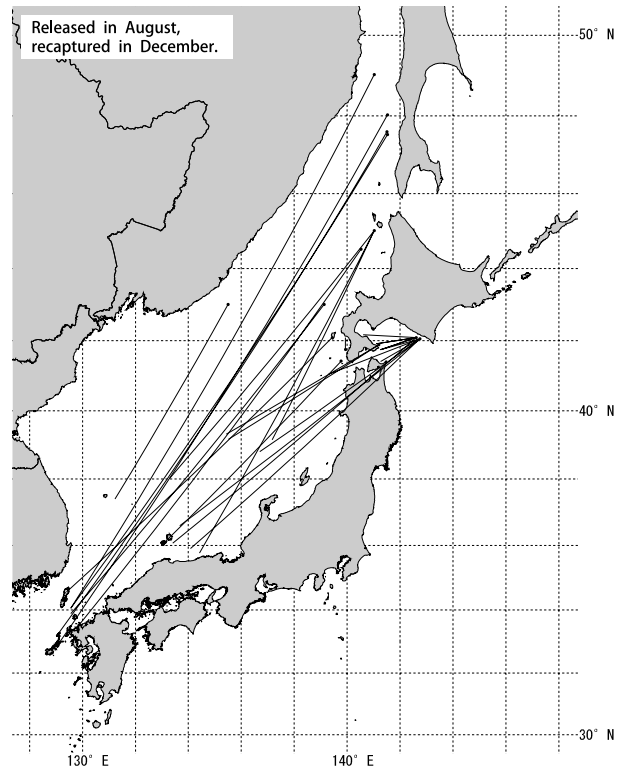 Released in August,
recaptured in December.
50° N
40° N
30° N
130° E
140° E